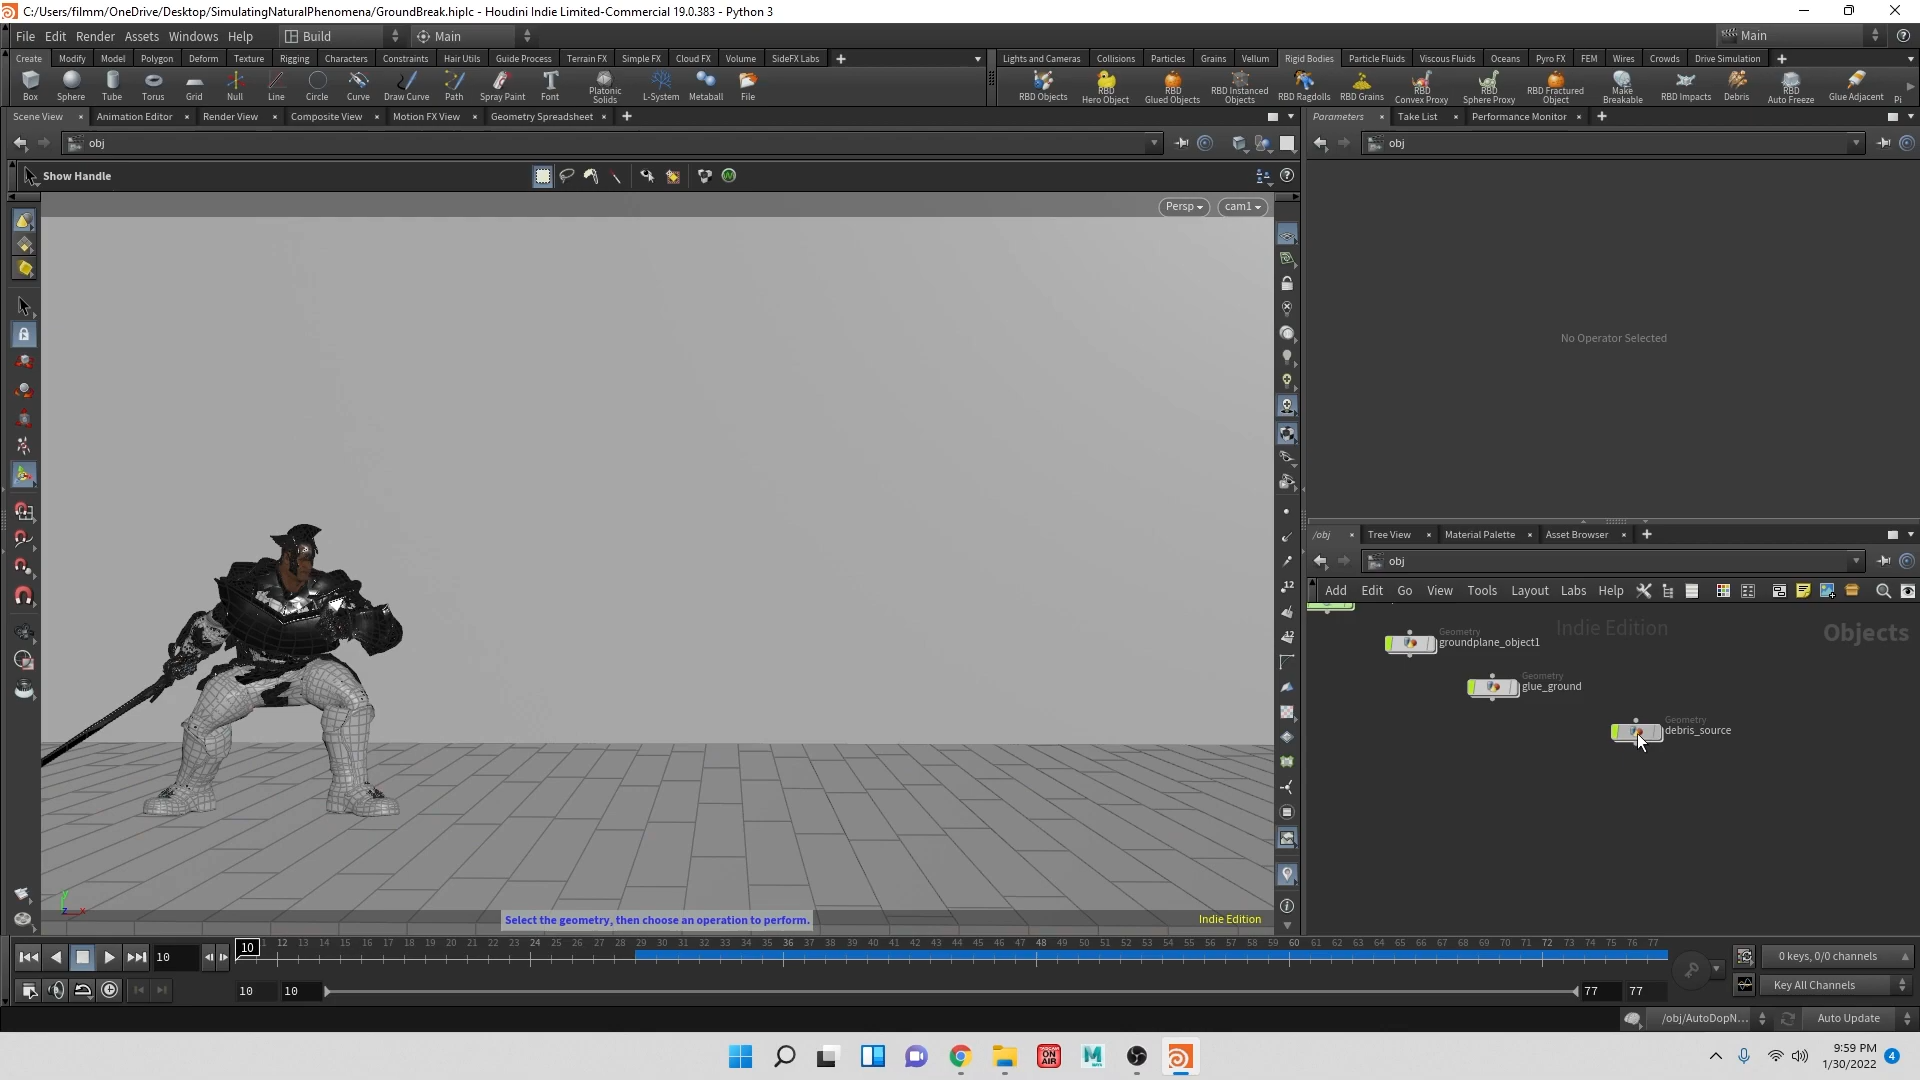 C:/Users/filmm/OneDrive/Desktop/SimulatingNaturalPhenomena/GroundBreak.hiplc - Houdini Indie Limited-Commercial 19.0.383 - Python 3
File Edit Render Assets Windows Help Build Main Main
Create Modify Model Polygon Deform Texture Rigging Characters Constraints Hair Utils Guide Process Terrain FX Simple FX Cloud FX Volume SideFX Labs
Lights and Cameras Collisions Particles Grains Vellum Rigid Bodies Particle Fluids Viscous Fluids Oceans Pyro FX FEM Wires Crowds Drive Simulation
Box Sphere Tube Torus Grid Null Line Circle Curve Draw Curve Path Spray Paint Font Platonic Solids L-System Metaball File
RBD Objects RBD Hero Object RBD Glued Objects RBD Instanced Objects RBD Ragdolls RBD Grains RBD Convex Proxy RBD Sphere Proxy RBD Fractured Object Make Breakable RBD Impacts Debris RBD Auto Freeze Glue Adjacent Pi
Scene View Animation Editor Render View Composite View Motion FX View Geometry Spreadsheet
Parameters Take List Performance Monitor
obj
obj
Show Handle
Persp cam1
No Operator Selected
/obj Tree View Material Palette Asset Browser
obj
Add Edit Go View Tools Layout Labs Help
Indie Edition
Objects
Geometry
groundplane_object1
Geometry
glue_ground
Geometry
debris_source
12
12
Select the geometry, then choose an operation to perform.
Indie Edition
10
10 12 13 14 15 16 17 18 19 20 21 22 23 24 25 26 27 28 29 30 31 32 33 34 35 36 37 38 39 40 41 42 43 44 45 46 47 48 49 50 51 52 53 54 55 56 57 58 59 60 61 62 63 64 65 66 67 68 69 70 71 72 73 74 75 76 77
0 keys, 0/0 channels
10 10 77 77
Key All Channels
/obj/AutoDopN... Auto Update
ON AIR
M
9:59 PM
1/30/2022
4